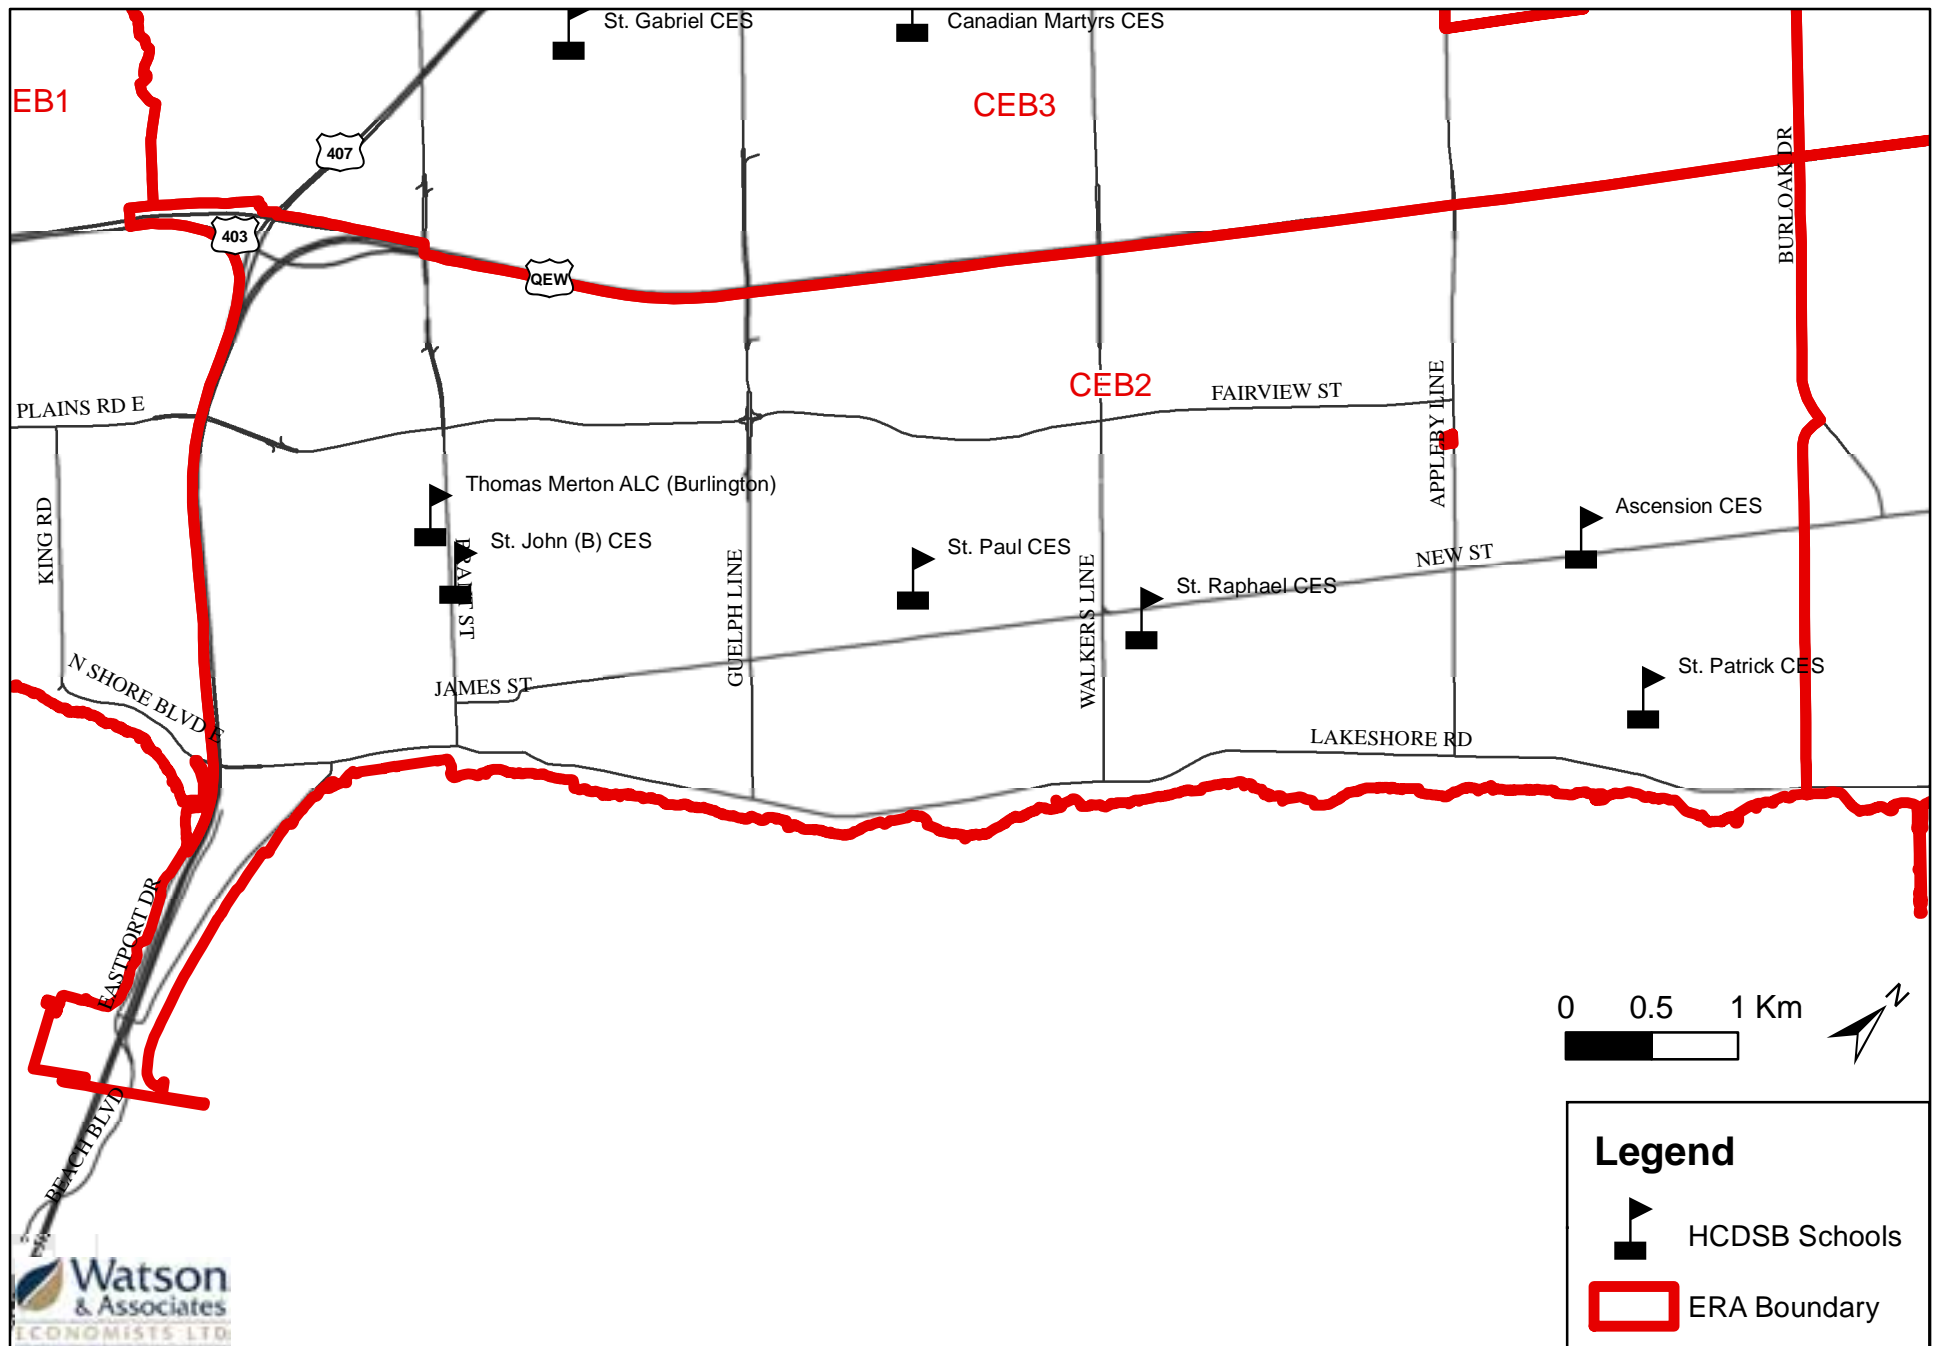 St. Gabriel CES
Canadian Martyrs CES
EB1
CEB3
407
BURLOAK DR
403
QEW
CEB2
FAIRVIEW ST
PLAINS RD E
APPLEBY LINE
Thomas Merton ALC (Burlington)
KING RD
Ascension CES
St. John (B) CES
St. Paul CES
NEW ST
BRANT ST
GUELPH LINE
WALKERS LINE
St. Raphael CES
N SHORE BLVD E
JAMES ST
St. Patrick CES
LAKESHORE RD
EASTPORT DR
0 0.5 1 Km
N
BEACH BLVD
Legend
HCDSB Schools
ERA Boundary
Watson
& Associates
ECONOMISTS LTD